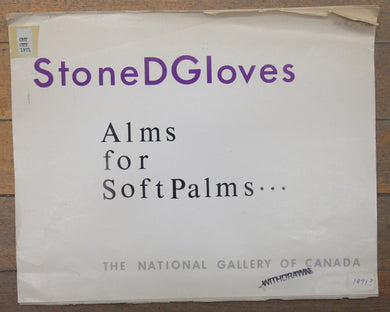 StoneDGloves
Alms
for
SoftPalms...
THE NATIONAL GALLERY OF CANADA
WITHDRAWN